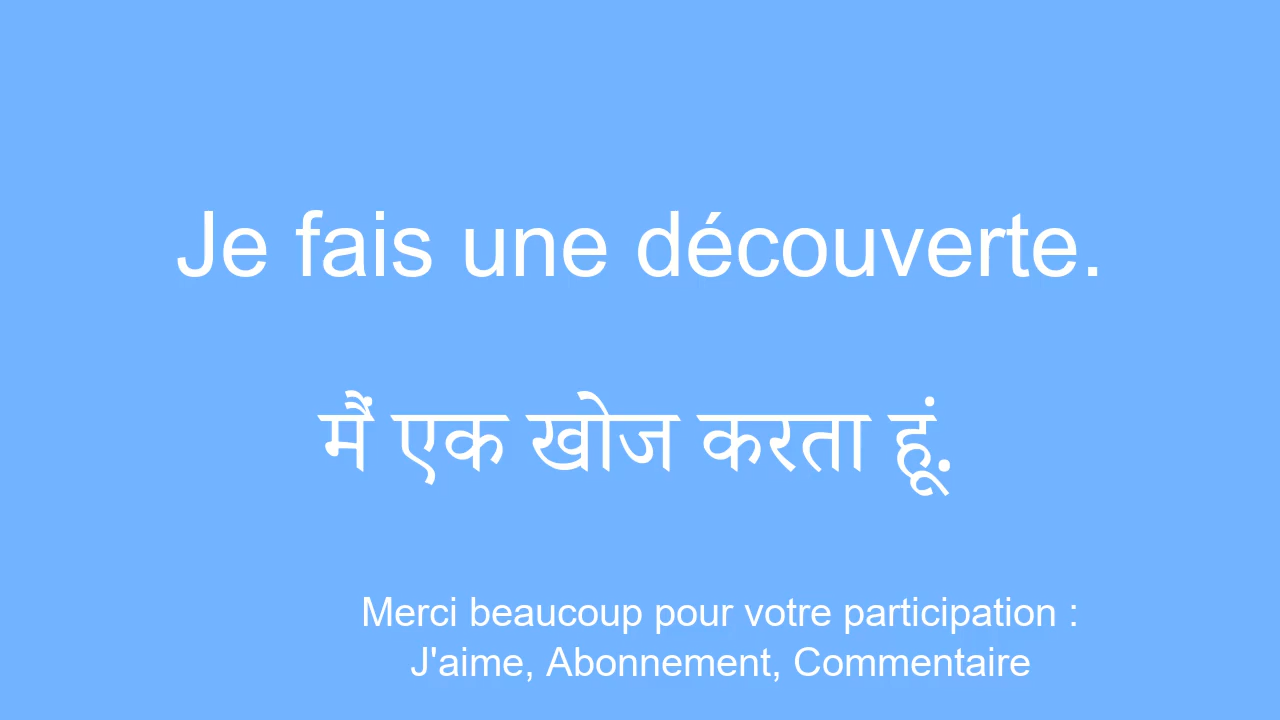 Je fais une découverte.
मैं एक खोज करता हूं.
Merci beaucoup pour votre participation :
J'aime, Abonnement, Commentaire